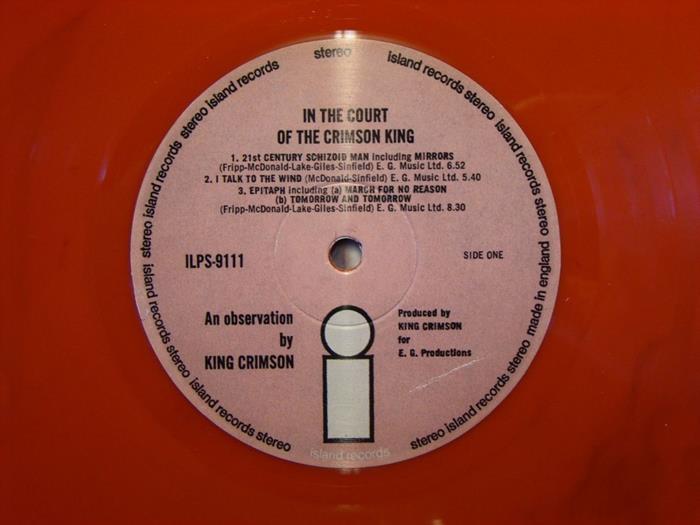 stereo
island records stereo island records stereo island records stereo
island records stereo made in england stereo island records stereo
IN THE COURT
OF THE CRIMSON KING
1. 21st CENTURY SCHIZOID MAN including MIRRORS
(Fripp-McDonald-Lake-Giles-Sinfield) E. G. Music Ltd. 6.52
2. I TALK TO THE WIND (McDonald-Sinfield) E. G. Music Ltd. 5.40
3. EPITAPH including (a) MARCH FOR NO REASON
(b) TOMORROW AND TOMORROW
(Fripp-McDonald-Lake-Giles-Sinfield) E. G. Music Ltd. 8.30
ILPS-9111
SIDE ONE
An observation
by
KING CRIMSON
Produced by
KING CRIMSON
for
E. G. Productions
i
island records